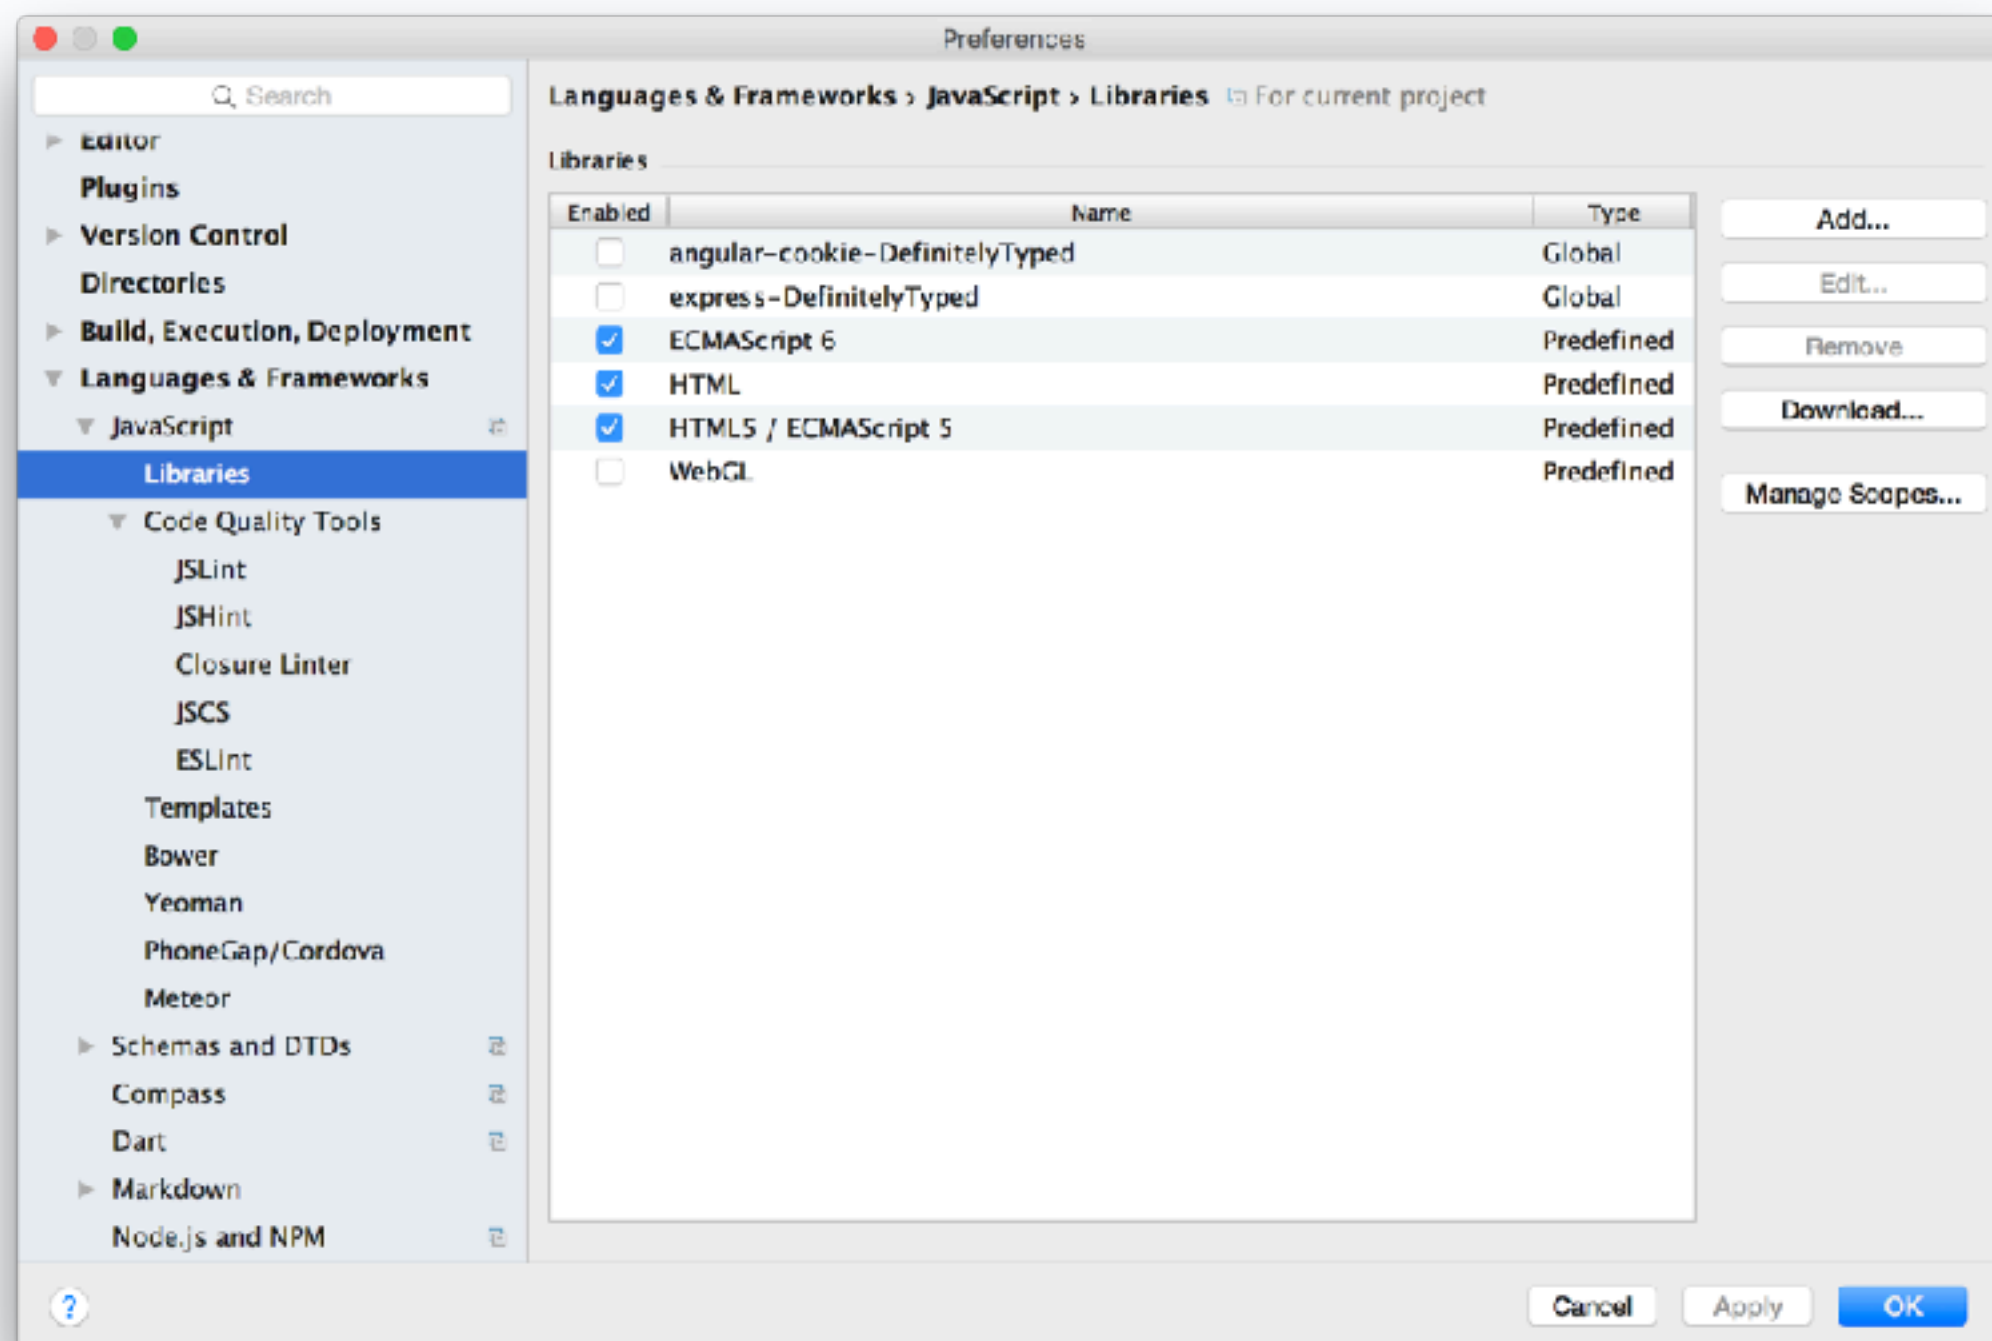 Preferences
Search
Editor
Plugins
Version Control
Directories
Build, Execution, Deployment
Languages & Frameworks
JavaScript
Libraries
Code Quality Tools
JSLint
JSHint
Closure Linter
JSCS
ESLint
Templates
Bower
Yeoman
PhoneGap/Cordova
Meteor
Schemas and DTDs
Compass
Dart
Markdown
Node.js and NPM
Languages & Frameworks › JavaScript › Libraries For current project
Libraries
Enabled Name Type
angular-cookie-DefinitelyTyped Global
express-DefinitelyTyped Global
ECMAScript 6 Predefined
HTML Predefined
HTML5 / ECMAScript 5 Predefined
WebGL Predefined
Add...
Edit...
Remove
Download...
Manage Scopes...
?
Cancel Apply OK